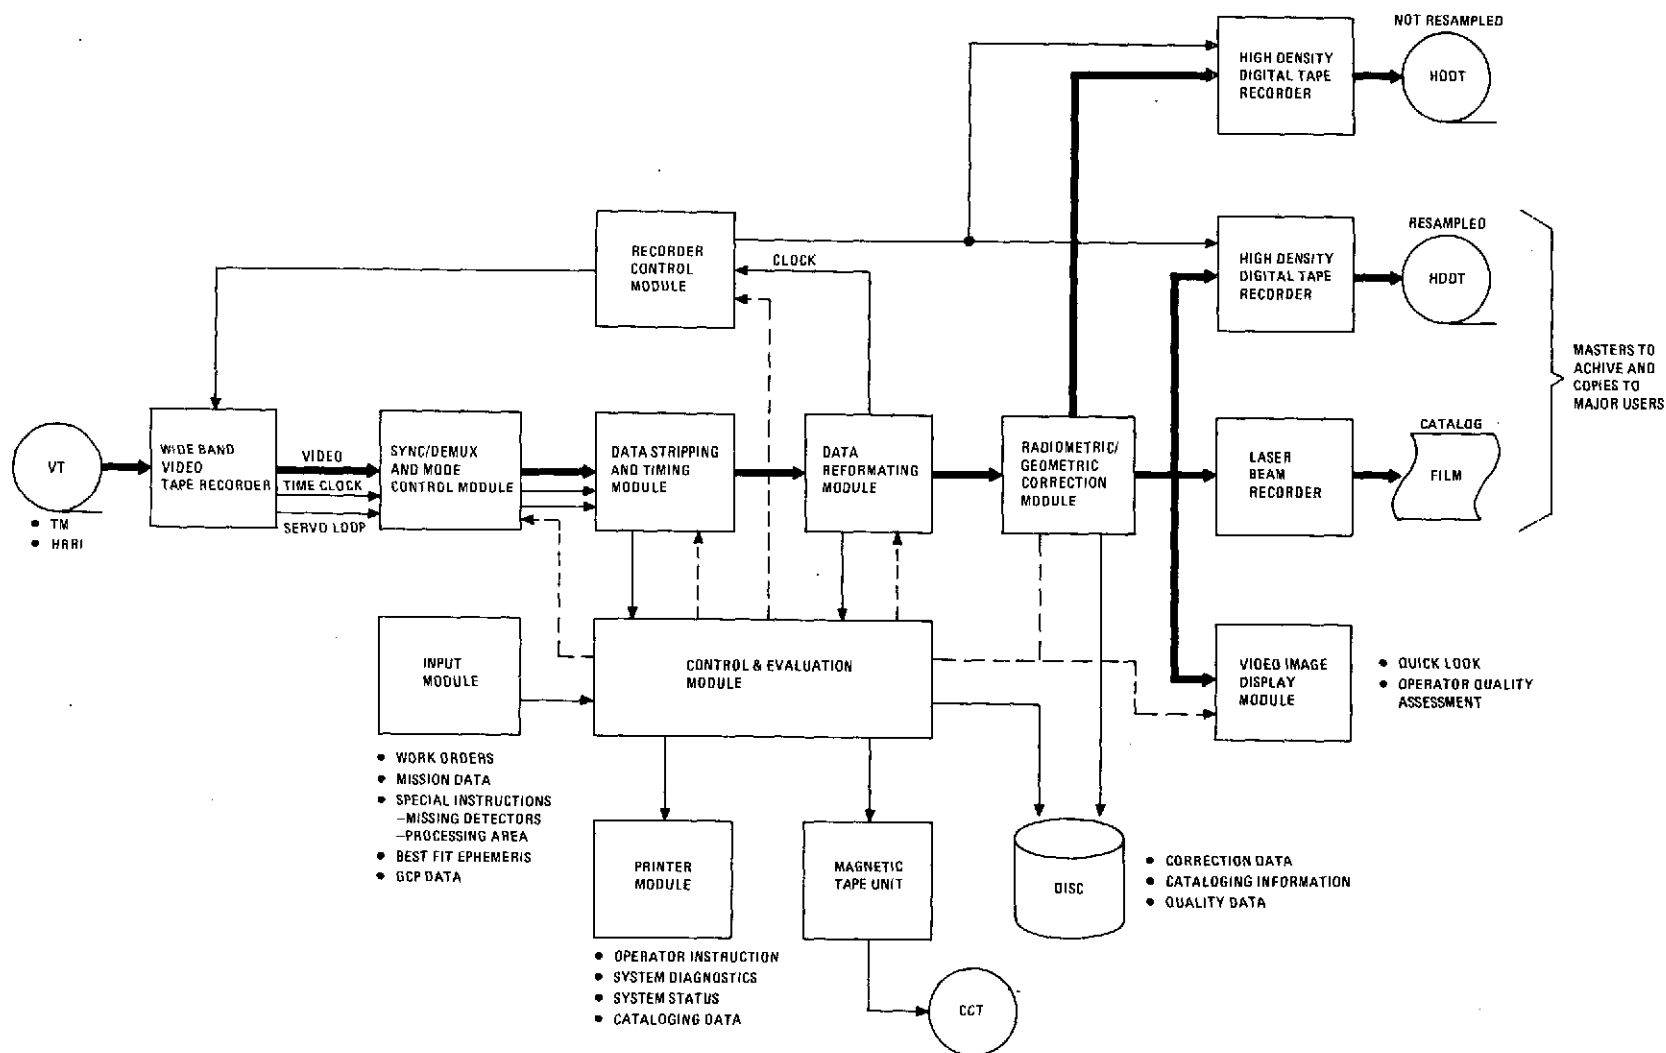 NOT RESAMPLED
HIGH DENSITY
DIGITAL TAPE
RECORDER
HDDT
RECORDER
CONTROL
MODULE
CLOCK
RESAMPLED
HIGH DENSITY
DIGITAL TAPE
RECORDER
HDDT
MASTERS TO
ACHIVE AND
COPIES TO
MAJOR USERS
VT
● TM
● HRRI
WIDE BAND
VIDEO
TAPE RECORDER
VIDEO
TIME CLOCK
SERVO LOOP
SYNC/DEMUX
AND MODE
CONTROL MODULE
DATA STRIPPING
AND TIMING
MODULE
DATA
REFORMATING
MODULE
RADIOMETRIC/
GEOMETRIC
CORRECTION
MODULE
LASER
BEAM
RECORDER
CATALOG
FILM
INPUT
MODULE
● WORK ORDERS
● MISSION DATA
● SPECIAL INSTRUCTIONS
–MISSING DETECTORS
–PROCESSING AREA
● BEST FIT EPHEMERIS
● GCP DATA
CONTROL & EVALUATION
MODULE
VIDEO IMAGE
DISPLAY
MODULE
● QUICK LOOK
● OPERATOR QUALITY
ASSESSMENT
PRINTER
MODULE
● OPERATOR INSTRUCTION
● SYSTEM DIAGNOSTICS
● SYSTEM STATUS
● CATALOGING DATA
MAGNETIC
TAPE UNIT
CCT
DISC
● CORRECTION DATA
● CATALOGING INFORMATION
● QUALITY DATA